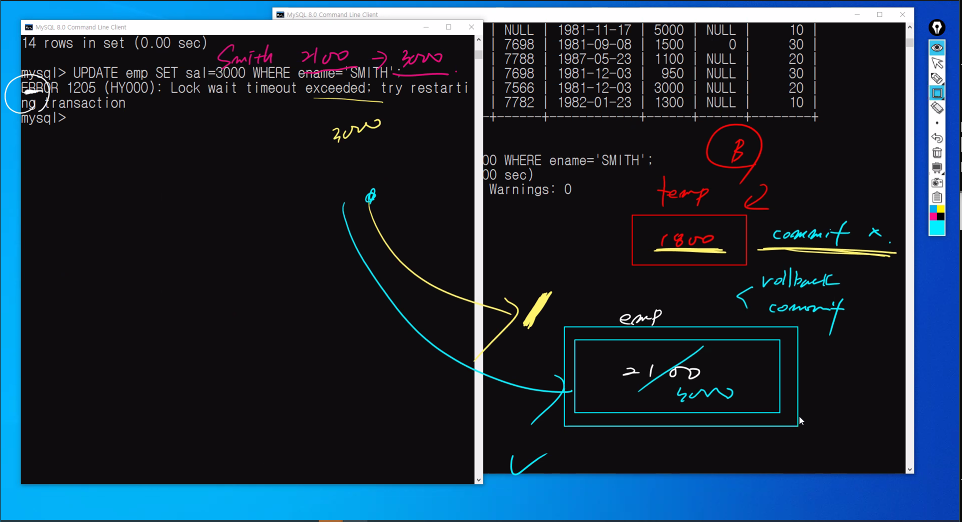 MySQL 8.0 Command Line Client
MySQL 8.0 Command Line Client
14 rows in set (0.00 sec)
Smith 2100 → 3000
mysql> UPDATE emp SET sal=3000 WHERE ename='SMITH';
ERROR 1205 (HY000): Lock wait timeout exceeded; try restarti
ng transaction
mysql>
3000
| NULL | 1981-11-17 | 5000 | NULL | 10 |
| 7698 | 1981-09-08 | 1500 | 0 | 30 |
| 7788 | 1987-05-23 | 1100 | NULL | 20 |
| 7698 | 1981-12-03 | 950 | NULL | 30 |
| 7566 | 1981-12-03 | 3000 | NULL | 20 |
| 7782 | 1982-01-23 | 1300 | NULL | 10 |
-+------+------------+------+------+--------+
00 WHERE ename='SMITH';
00 sec)
Warnings: 0
B
temp
1800
commit ×.
rollback
commit
emp
2100
3000